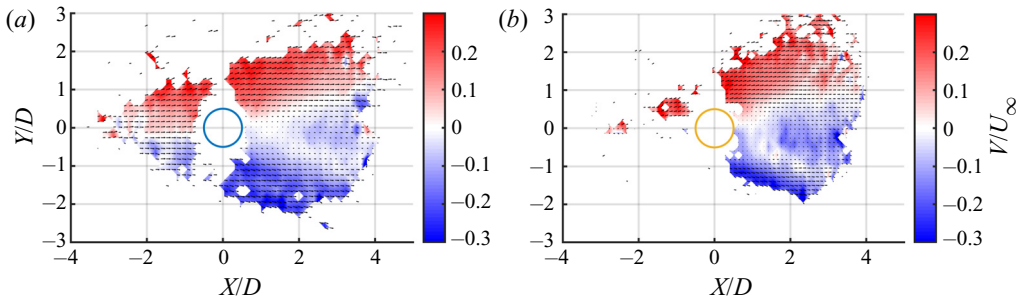 (a) (b)
3 3
0.2 0.2
2 2
1 0.1 1 0.1
Y/D 0 0 0 0 V/U∞
−1 −0.1 −1 −0.1
−2 −0.2 −2 −0.2
−3 −0.3 −3 −0.3
−4 −2 0 2 4 −4 −2 0 2 4
X/D X/D